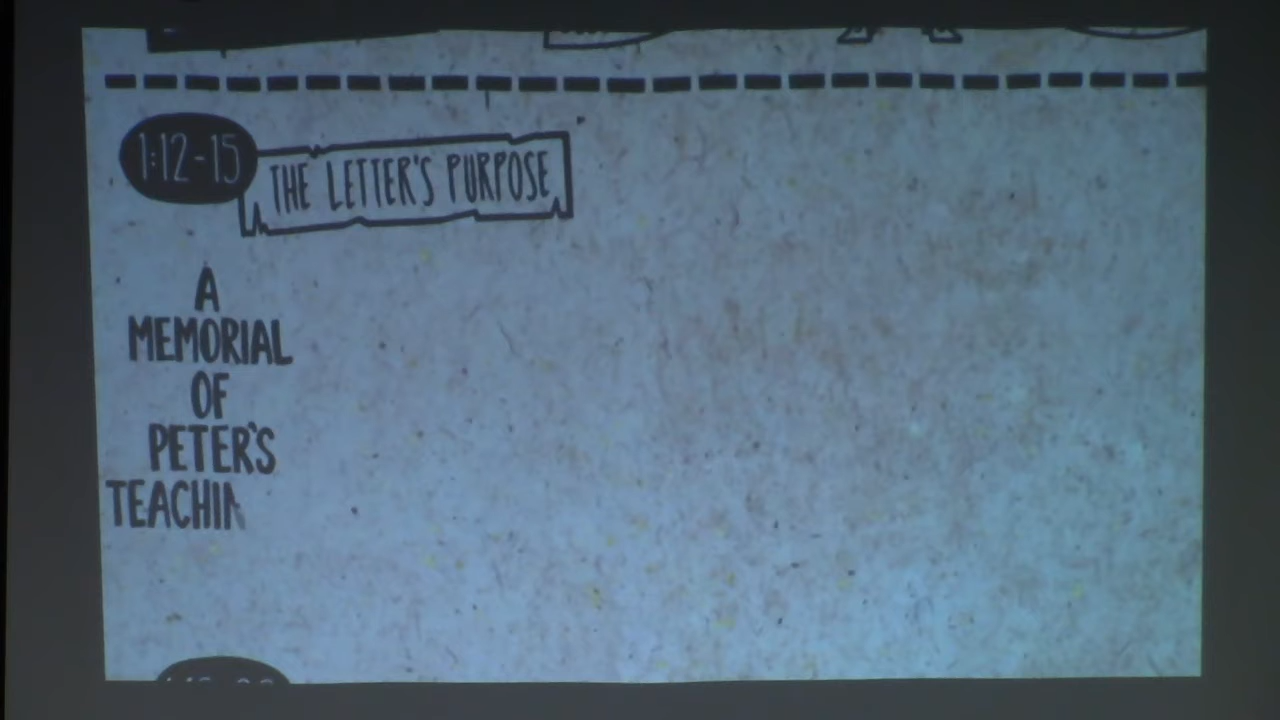 1:12-15
THE LETTER'S PURPOSE
A
MEMORIAL
OF
PETER'S
TEACHIN